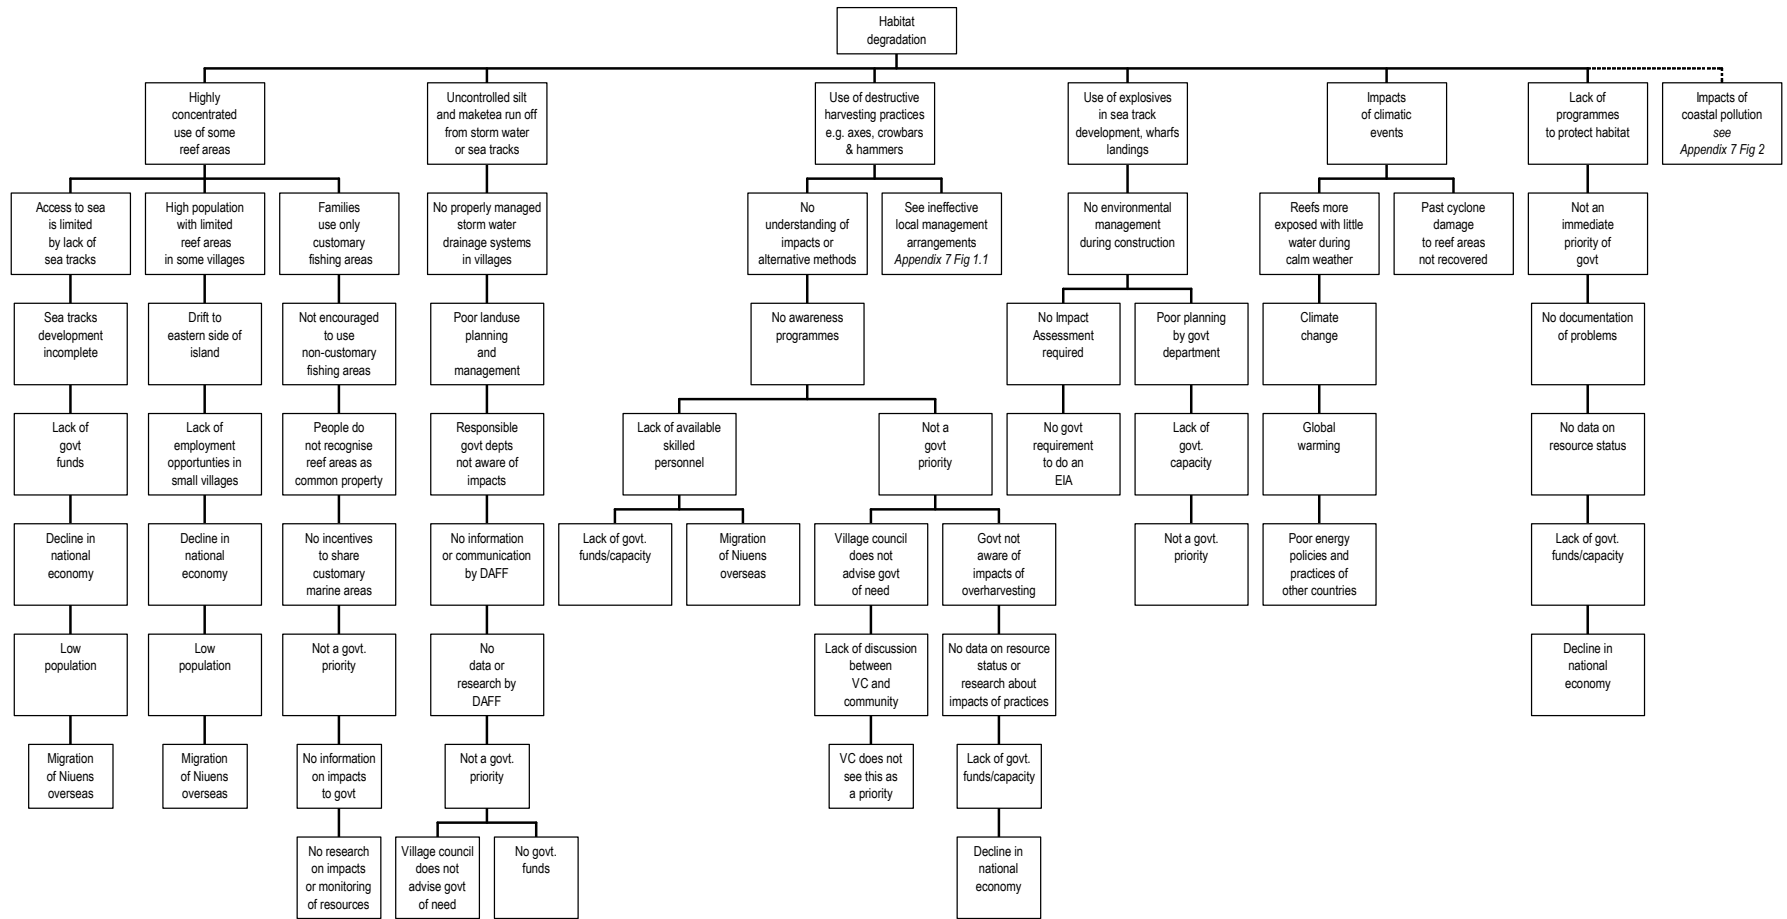 Habitat
degradation
Highly
concentrated
use of some
reef areas
Uncontrolled silt
and maketea run off
from storm water
or sea tracks
Use of destructive
harvesting practices
e.g. axes, crowbars
& hammers
Use of explosives
in sea track
development, wharfs
landings
Impacts
of climatic
events
Lack of
programmes
to protect habitat
Impacts of
coastal pollution
see
Appendix 7 Fig 2
Access to sea
is limited
by lack of
sea tracks
High population
with limited
reef areas
in some villages
Families
use only
customary
fishing areas
No properly managed
storm water
drainage systems
in villages
No
understanding of
impacts or
alternative methods
See ineffective
local management
arrangements
Appendix 7 Fig 1.1
No environmental
management
during construction
Reefs more
exposed with little
water during
calm weather
Past cyclone
damage
to reef areas
not recovered
Not an
immediate
priority of
govt
Sea tracks
development
incomplete
Drift to
eastern side of
island
Not encouraged
to use
non-customary
fishing areas
Poor landuse
planning
and
management
No awareness
programmes
No Impact
Assessment
required
Poor planning
by govt
department
Climate
change
No documentation
of problems
Lack of
govt
funds
Lack of
employment
opportunties in
small villages
People do
not recognise
reef areas as
common property
Responsible
govt depts
not aware of
impacts
Lack of available
skilled
personnel
Not a
govt
priority
No govt
requirement
to do an
EIA
Lack of
govt.
capacity
Global
warming
No data on
resource status
Decline in
national
economy
Decline in
national
economy
No incentives
to share
customary
marine areas
No information
or communication
by DAFF
Lack of govt.
funds/capacity
Migration
of Niuens
overseas
Village council
does not
advise govt
of need
Govt not
aware of
impacts of
overharvesting
Not a govt.
priority
Poor energy
policies and
practices of
other countries
Lack of govt.
funds/capacity
Low
population
Low
population
Not a govt.
priority
No
data or
research by
DAFF
Lack of discussion
between
VC and
community
No data on resource
status or
research about
impacts of practices
Decline in
national
economy
Migration
of Niuens
overseas
Migration
of Niuens
overseas
No information
on impacts
to govt
Not a govt.
priority
VC does not
see this as
a priority
Lack of govt.
funds/capacity
No research
on impacts
or monitoring
of resources
Village council
does not
advise govt
of need
No govt.
funds
Decline in
national
economy